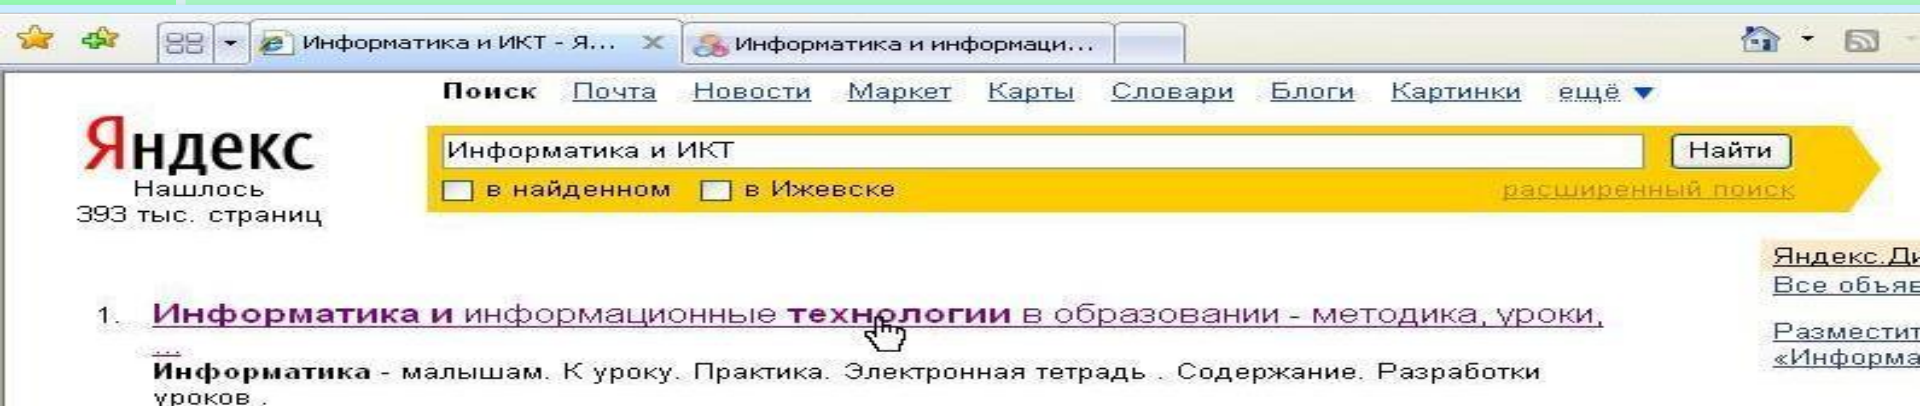 Информатика и ИКТ - Я... Информатика и информаци...
Поиск Почта Новости Маркет Карты Словари Блоги Картинки ещё
Яндекс
Информатика и ИКТ Найти
Нашлось
393 тыс. страниц
в найденном в Ижевске расширенный поиск
Яндекс.Ди
Все объяв
1. Информатика и информационные технологии в образовании - методика, уроки,
...
Разместит
«Информа
Информатика - малышам. К уроку. Практика. Электронная тетрадь . Содержание. Разработки
уроков .